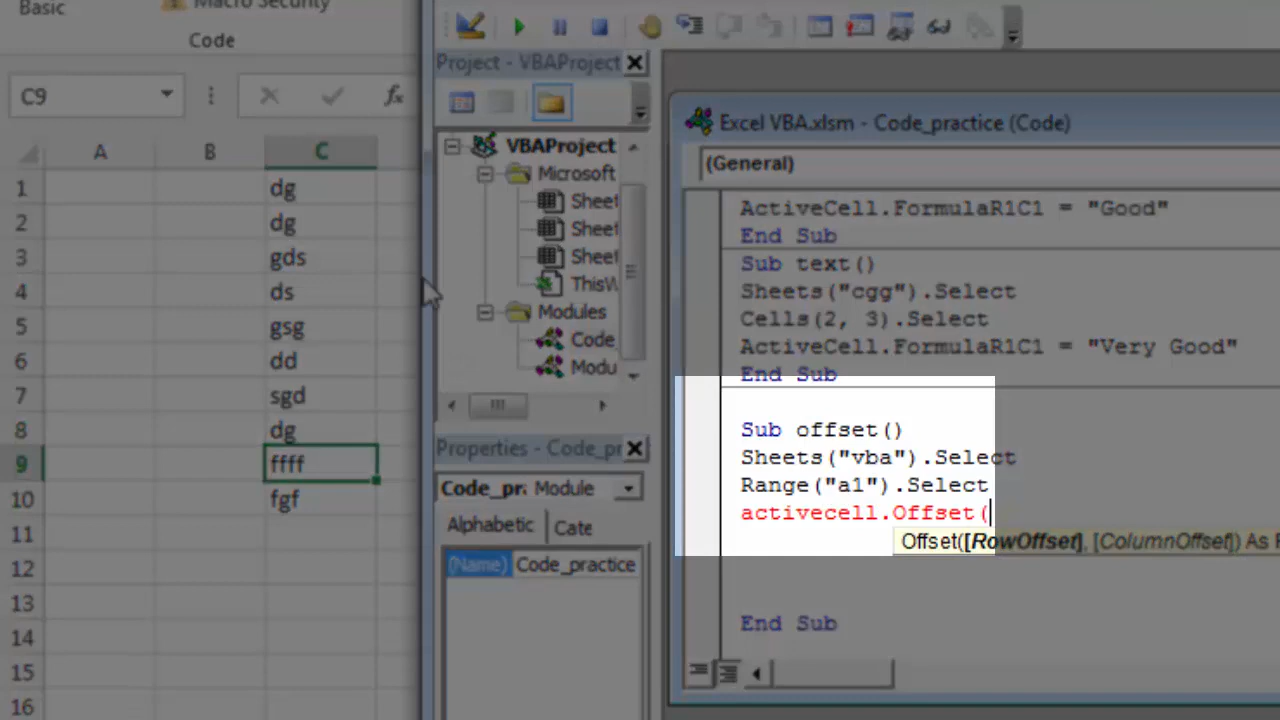 Basic
Macro Security
Code
C9
fx
A B C
1 dg
2 dg
3 gds
4 ds
5 gsg
6 dd
7 sgd
8 dg
9 ffff
10 fgf
11
12
13
14
15
16
Project - VBAProject
VBAProject
Microsoft
Sheet
Sheet
Sheet
ThisW
Modules
Code_
Modu
Properties - Code_pr
Code_pr: Module
Alphabetic Cate
(Name) Code_practice
Excel VBA.xlsm - Code_practice (Code)
(General)
ActiveCell.FormulaR1C1 = "Good"
End Sub
Sub text()
Sheets("cgg").Select
Cells(2, 3).Select
ActiveCell.FormulaR1C1 = "Very Good"
End Sub
Sub offset()
Sheets("vba").Select
Range("a1").Select
activecell.Offset(
Offset([RowOffset], [ColumnOffset]) As
End Sub